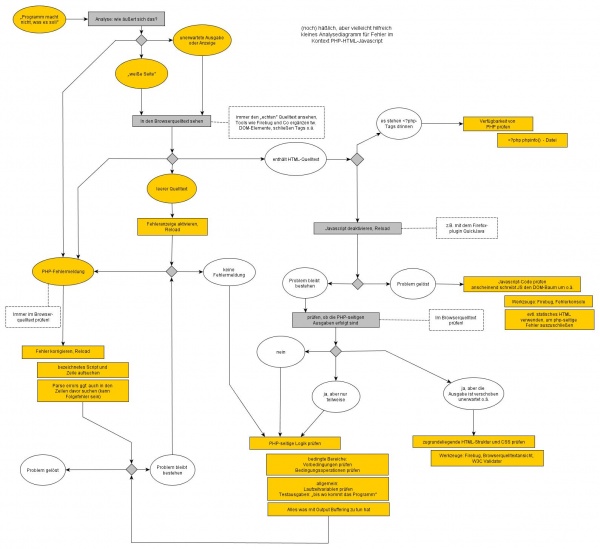 „Programm macht
nicht, was es soll"
Analyse: wie äußert sich das?
(noch) häßlich, aber vielleicht hilfreich
kleines Analysediagramm für Fehler im
Kontext PHP-HTML-Javascript
unerwartete Ausgabe
oder Anzeige
„weiße Seite"
In den Browserquelltext sehen
Immer den „echten" Quelltext ansehen,
Tools wie Firebug und Co ergänzen tw.
DOM-Elemente, schließen Tags o.ä.
es stehen <?php-
Tags drinnen
Verfügbarkeit von
PHP prüfen
<?php phpinfo() - Datei
enthält HTML-Quelltext
leerer Quelltext
Fehleranzeige aktivieren,
Reload
Javascript deaktivieren, Reload
z.B. mit dem Firefox-
plugin QuickJava
PHP-Fehlermeldung
keine
Fehlermeldung
Problem bleibt
bestehen
Problem gelöst
Javascript Code prüfen
anscheinend schreibt JS den DOM-Baum um o.ä.
Werkzeuge: Firebug, Fehlerkonsole
evtl. statisches HTML
verwenden, um php-seitige
Fehler auszuschließen
Immer im Browser-
quelltext prüfen!
prüfen, ob die PHP-seitigen
Ausgaben erfolgt sind
Im Browserquelltext
prüfen!
Fehler korrigieren, Reload
bezeichnetes Script und
Zeile aufsuchen
Parse errors ggf. auch in den
Zeilen davor suchen (kann
Folgefehler sein)
nein
ja, aber nur
teilweise
ja, aber die
Ausgabe ist verschoben
unerwartet o.ä.
PHP-seitige Logik prüfen
zugrundeliegende HTML-Struktur und CSS prüfen
Werkzeuge: Firebug, Browserquelltextansicht,
W3C Validator
bedingte Bereiche
Vorbedingungen prüfen
Bedingungsoperationen prüfen
Problem gelöst
Problem bleibt
bestehen
allgemein
Laufzeitvariablen prüfen
Testausgaben: „bis wo kommt das Programm"
Alles was mit Output Buffering zu tun hat